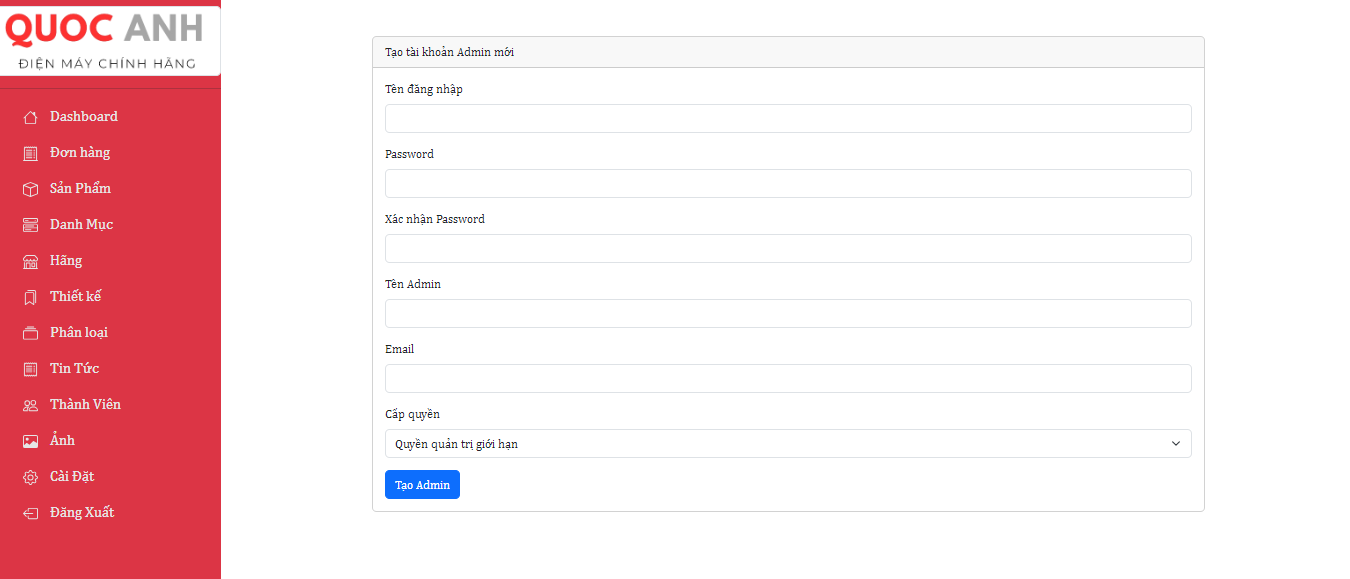 QUOC ANH
ĐIỆN MÁY CHÍNH HÃNG
Dashboard
Đơn hàng
Sản Phẩm
Danh Mục
Hãng
Thiết kế
Phân loại
Tin Tức
Thành Viên
Ảnh
Cài Đặt
Đăng Xuất
Tạo tài khoản Admin mới
Tên đăng nhập
Password
Xác nhận Password
Tên Admin
Email
Cấp quyền
Quyền quản trị giới hạn
Tạo Admin